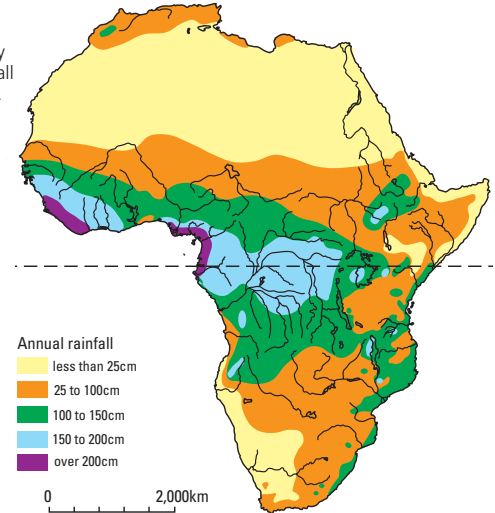 y
all
Annual rainfall
less than 25cm
25 to 100cm
100 to 150cm
150 to 200cm
over 200cm
0 2,000km